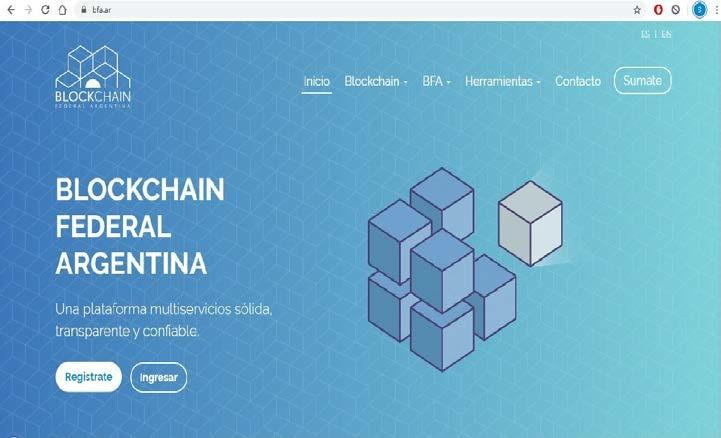 bfa.ar
ES | EN
BLOCKCHAIN
FEDERAL ARGENTINA
Inicio Blockchain BFA Herramientas Contacto Sumate
BLOCKCHAIN
FEDERAL
ARGENTINA
Una plataforma multiservicios sólida,
transparente y confiable.
Registrate Ingresar